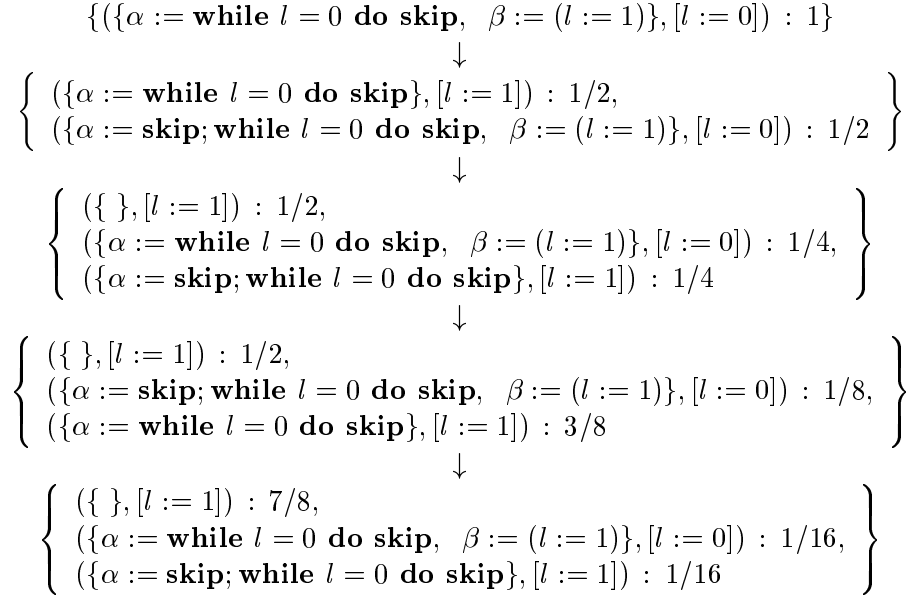 {({α := while l = 0 do skip, β := (l := 1)}, [l := 0]) : 1}
↓
({α := while l = 0 do skip}, [l := 1]) : 1/2,
({α := skip; while l = 0 do skip, β := (l := 1)}, [l := 0]) : 1/2
↓
({ }, [l := 1]) : 1/2,
({α := while l = 0 do skip, β := (l := 1)}, [l := 0]) : 1/4,
({α := skip; while l = 0 do skip}, [l := 1]) : 1/4
↓
({ }, [l := 1]) : 1/2,
({α := skip; while l = 0 do skip, β := (l := 1)}, [l := 0]) : 1/8,
({α := while l = 0 do skip}, [l := 1]) : 3/8
↓
({ }, [l := 1]) : 7/8,
({α := while l = 0 do skip, β := (l := 1)}, [l := 0]) : 1/16,
({α := skip; while l = 0 do skip}, [l := 1]) : 1/16